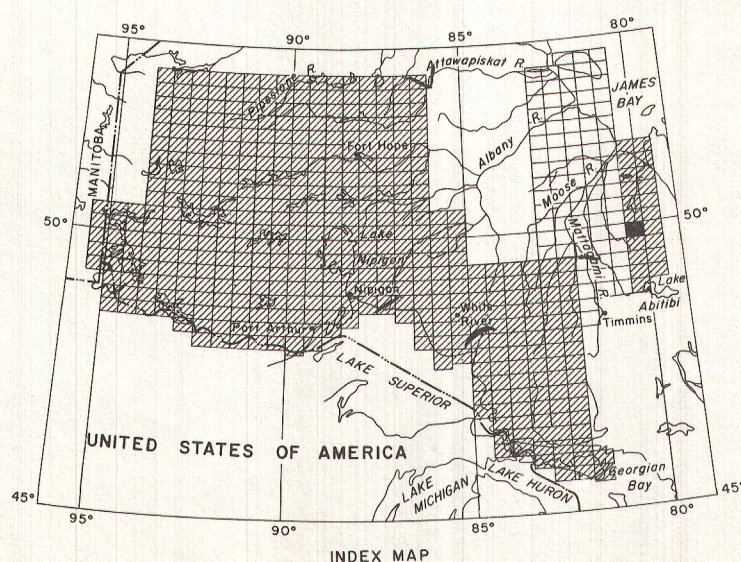 95°
90°
85°
80°
Attawapiskat R.
Pipestone R.
JAMES
BAY
MANITOBA
Fort Hope
Albany R.
Moose R.
50°
50°
Mattagami R.
Lake
Nipigon
Nipigon
Lake
Abitibi
White
River
Timmins
Port Arthur
LAKE SUPERIOR
UNITED STATES OF AMERICA
Georgian
Bay
LAKE HURON
LAKE
MICHIGAN
45°
45°
95°
90°
85°
80°
INDEX MAP